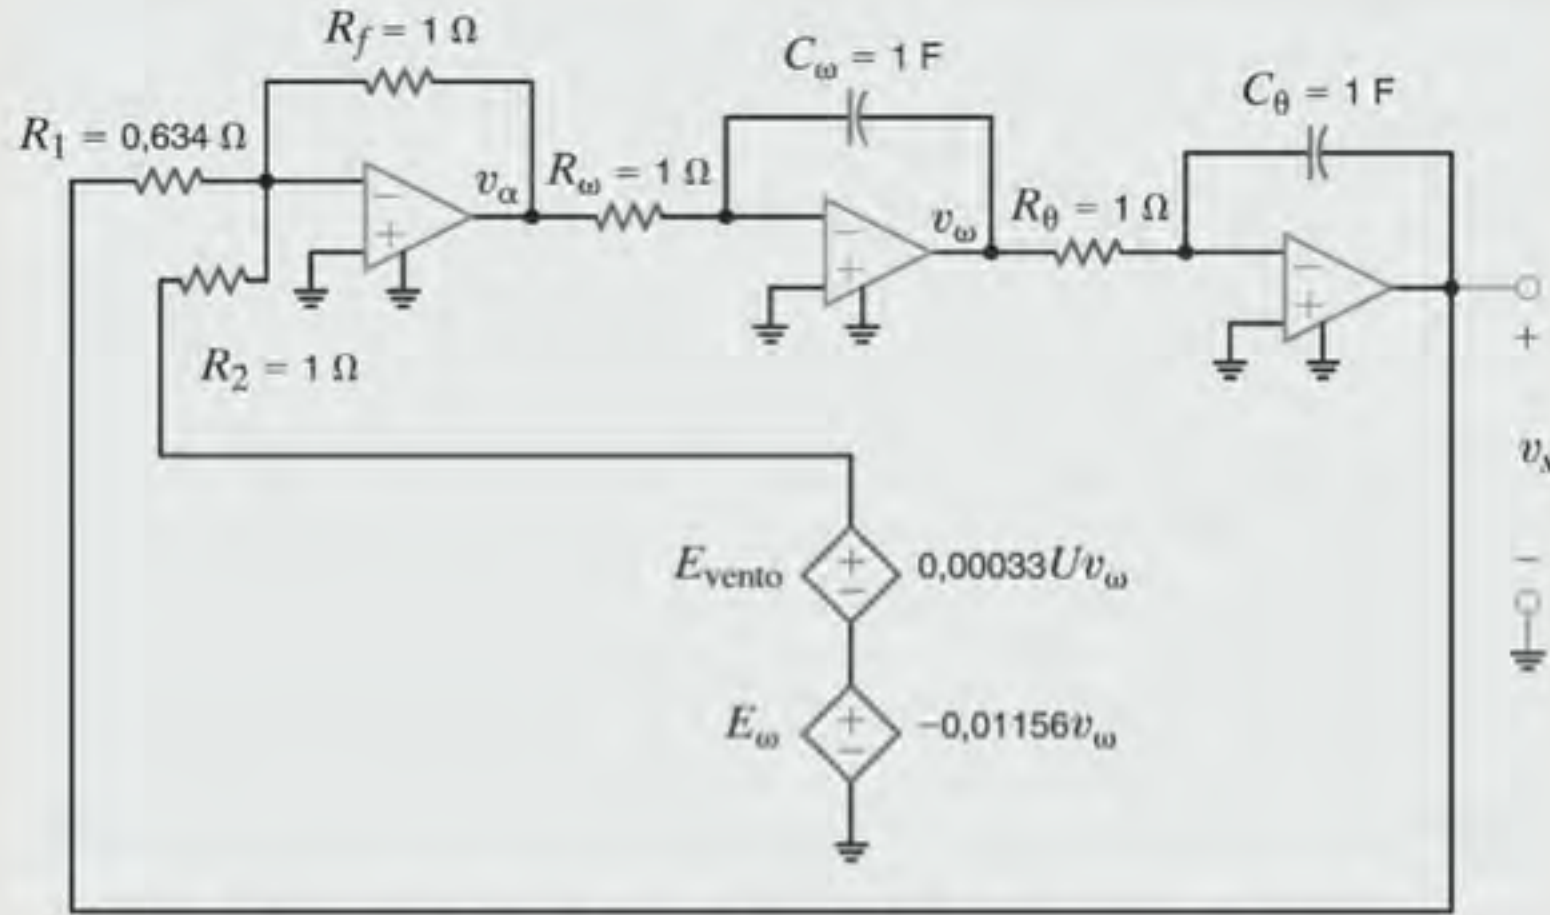 R_f = 1 Ω
C_ω = 1 F
C_θ = 1 F
R_1 = 0,634 Ω
v_α
R_ω = 1 Ω
v_ω
R_θ = 1 Ω
R_2 = 1 Ω
E_vento
0,00033Uv_ω
E_ω
−0,01156v_ω